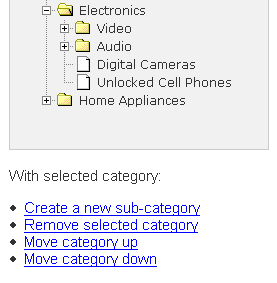 Electronics
Video
Audio
Digital Cameras
Unlocked Cell Phones
Home Appliances
With selected category:
Create a new sub-category
Remove selected category
Move category up
Move category down